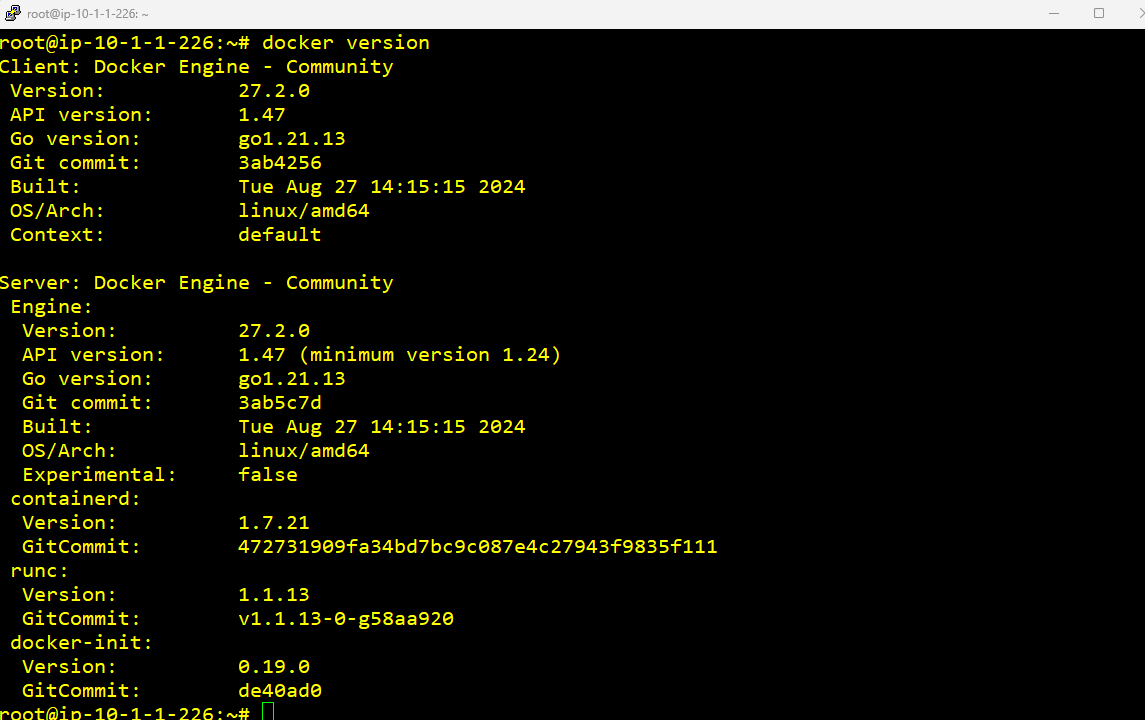 root@ip-10-1-1-226: ~
root@ip-10-1-1-226:~# docker version
Client: Docker Engine - Community
 Version:           27.2.0
 API version:       1.47
 Go version:        go1.21.13
 Git commit:        3ab4256
 Built:             Tue Aug 27 14:15:15 2024
 OS/Arch:           linux/amd64
 Context:           default

Server: Docker Engine - Community
 Engine:
  Version:          27.2.0
  API version:      1.47 (minimum version 1.24)
  Go version:       go1.21.13
  Git commit:       3ab5c7d
  Built:            Tue Aug 27 14:15:15 2024
  OS/Arch:          linux/amd64
  Experimental:     false
 containerd:
  Version:          1.7.21
  GitCommit:        472731909fa34bd7bc9c087e4c27943f9835f111
 runc:
  Version:          1.1.13
  GitCommit:        v1.1.13-0-g58aa920
 docker-init:
  Version:          0.19.0
  GitCommit:        de40ad0
root@ip-10-1-1-226:~#